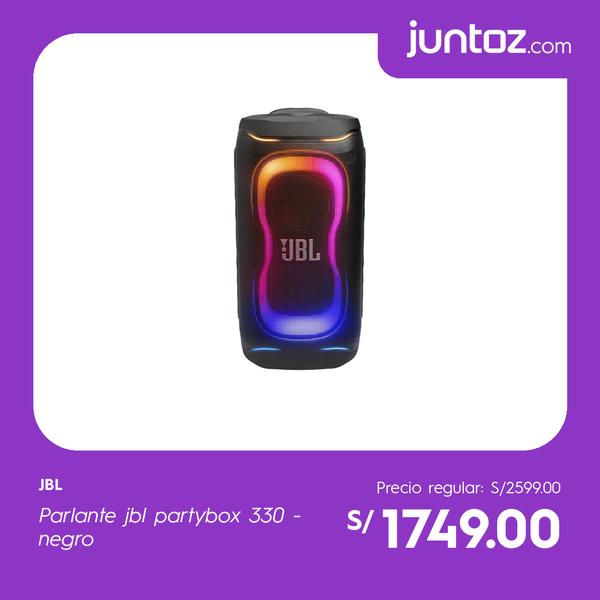 juntoz.com
JBL
JBL
Parlante jbl partybox 330 -
negro
Precio regular: S/2599.00
S/ 1749.00